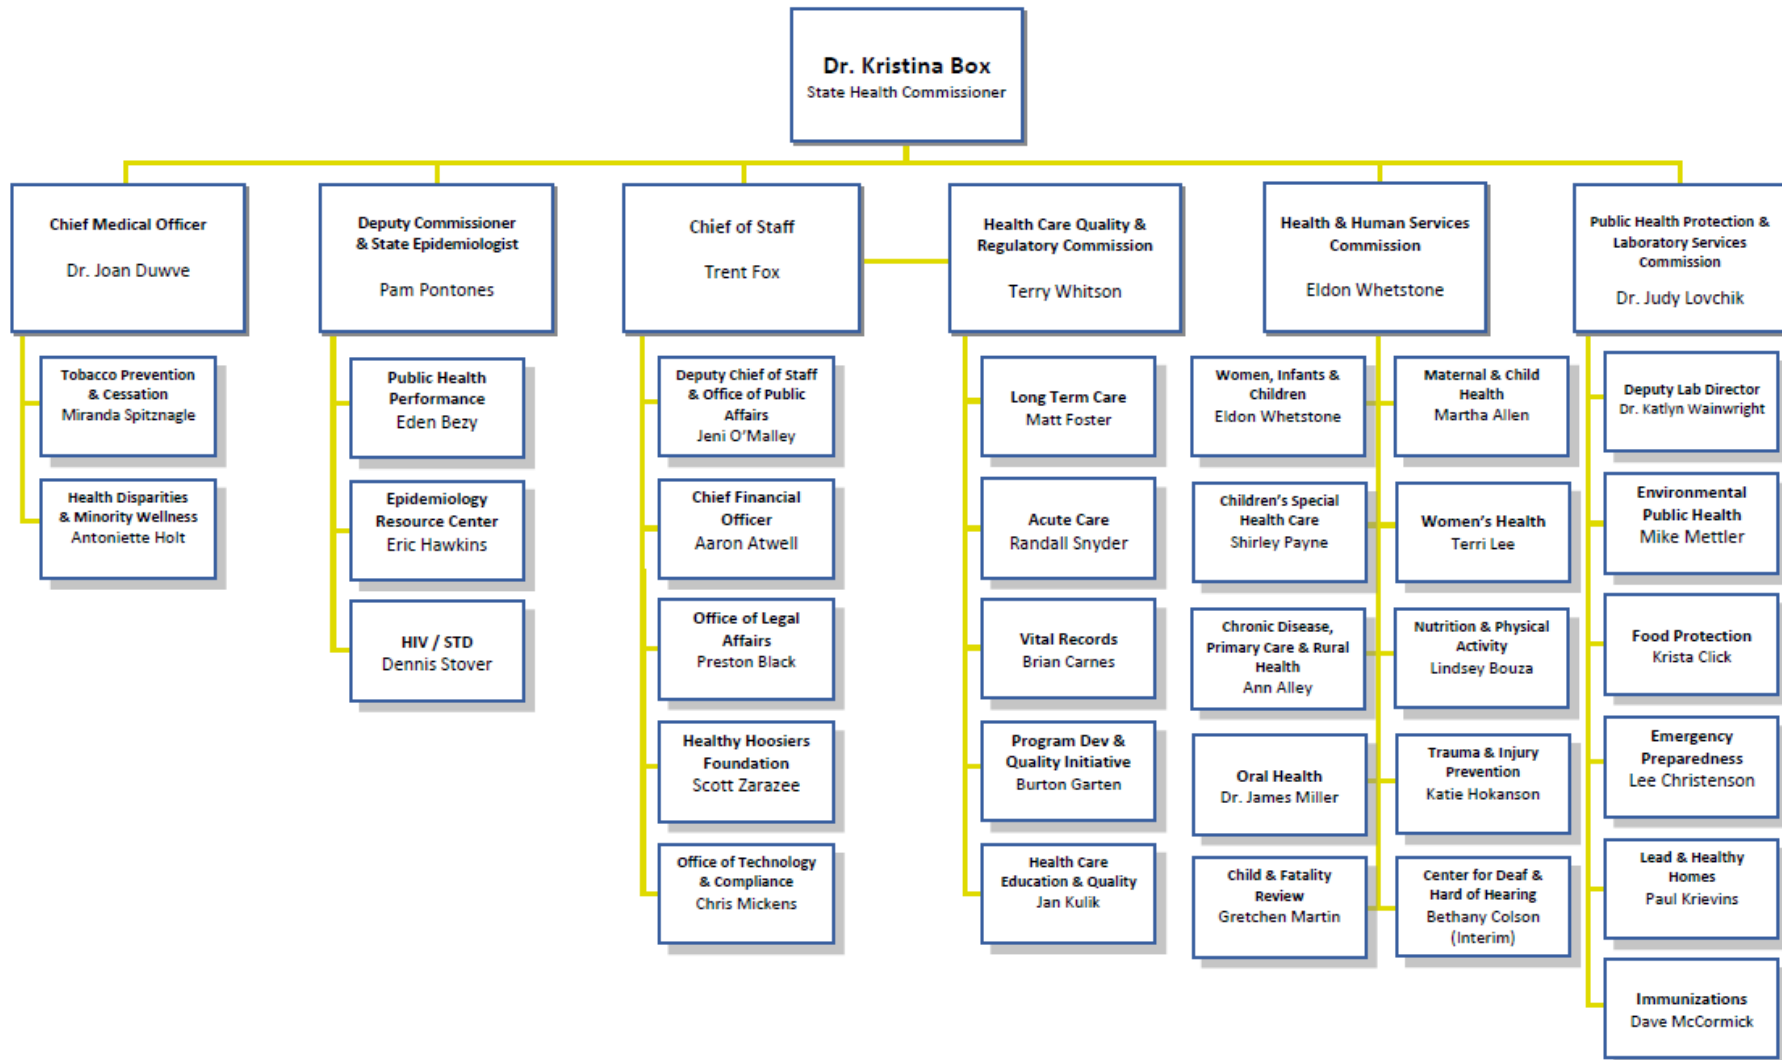 Dr. Kristina Box
State Health Commissioner
Chief Medical Officer
Dr. Joan Duwve
Tobacco Prevention
& Cessation
Miranda Spitznagle
Health Disparities
& Minority Wellness
Antoniette Holt
Deputy Commissioner
& State Epidemiologist
Pam Pontones
Public Health
Performance
Eden Bezy
Epidemiology
Resource Center
Eric Hawkins
HIV / STD
Dennis Stover
Chief of Staff
Trent Fox
Deputy Chief of Staff
& Office of Public
Affairs
Jeni O’Malley
Chief Financial
Officer
Aaron Atwell
Office of Legal
Affairs
Preston Black
Healthy Hoosiers
Foundation
Scott Zarazee
Office of Technology
& Compliance
Chris Mickens
Health Care Quality &
Regulatory Commission
Terry Whitson
Long Term Care
Matt Foster
Acute Care
Randall Snyder
Vital Records
Brian Carnes
Program Dev &
Quality Initiative
Burton Garten
Health Care
Education & Quality
Jan Kulik
Health & Human Services
Commission
Eldon Whetstone
Women, Infants &
Children
Eldon Whetstone
Maternal & Child
Health
Martha Allen
Children’s Special
Health Care
Shirley Payne
Women’s Health
Terri Lee
Chronic Disease,
Primary Care & Rural
Health
Ann Alley
Nutrition & Physical
Activity
Lindsey Bouza
Oral Health
Dr. James Miller
Trauma & Injury
Prevention
Katie Hokanson
Child & Fatality
Review
Gretchen Martin
Center for Deaf &
Hard of Hearing
Bethany Colson
(Interim)
Public Health Protection &
Laboratory Services
Commission
Dr. Judy Lovchik
Deputy Lab Director
Dr. Katlyn Wainwright
Environmental
Public Health
Mike Mettler
Food Protection
Krista Click
Emergency
Preparedness
Lee Christenson
Lead & Healthy
Homes
Paul Krievins
Immunizations
Dave McCormick